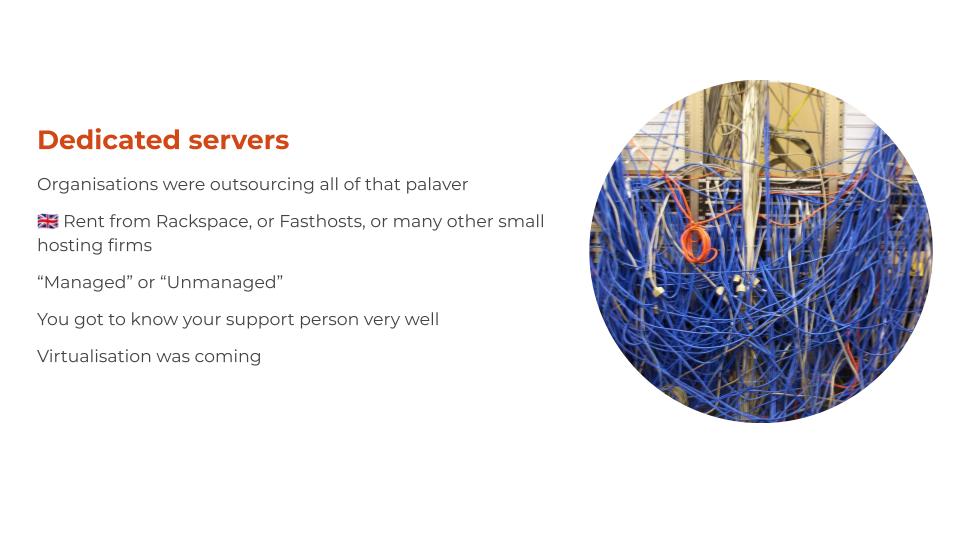 Dedicated servers
Organisations were outsourcing all of that palaver
🇬🇧 Rent from Rackspace, or Fasthosts, or many other small
hosting firms
“Managed” or “Unmanaged”
You got to know your support person very well
Virtualisation was coming